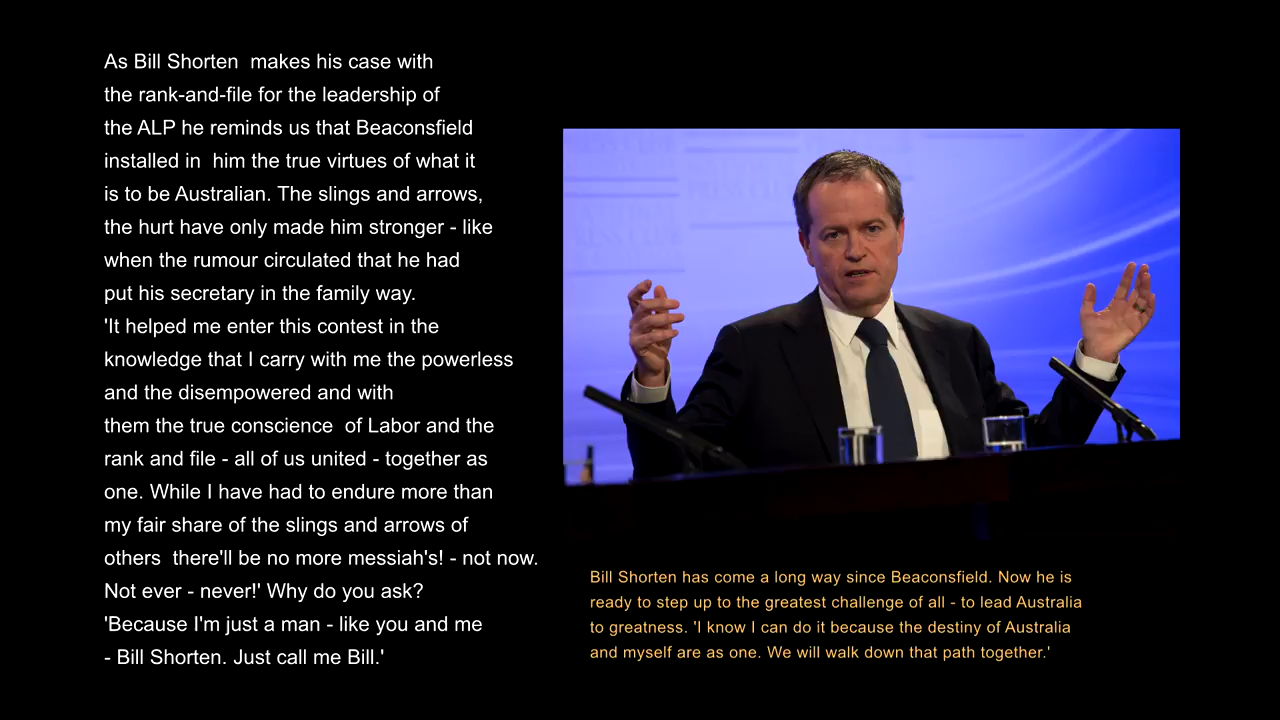 As Bill Shorten  makes his case with
the rank-and-file for the leadership of
the ALP he reminds us that Beaconsfield
installed in  him the true virtues of what it
is to be Australian. The slings and arrows,
the hurt have only made him stronger - like
when the rumour circulated that he had
put his secretary in the family way.
'It helped me enter this contest in the
knowledge that I carry with me the powerless
and the disempowered and with
them the true conscience  of Labor and the
rank and file - all of us united - together as
one. While I have had to endure more than
my fair share of the slings and arrows of
others  there'll be no more messiah's! - not now.
Not ever - never!' Why do you ask?
'Because I'm just a man - like you and me
- Bill Shorten. Just call me Bill.'
PRESS CLUB
Bill Shorten has come a long way since Beaconsfield. Now he is
ready to step up to the greatest challenge of all - to lead Australia
to greatness. 'I know I can do it because the destiny of Australia
and myself are as one. We will walk down that path together.'